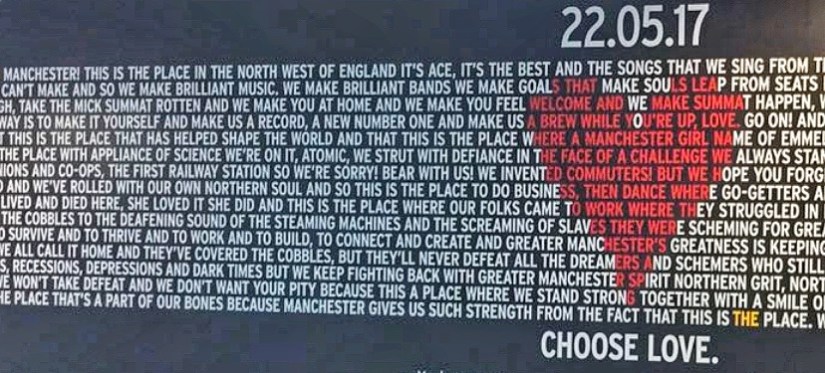 22.05.17
MANCHESTER! THIS IS THE PLACE IN THE NORTH WEST OF ENGLAND IT'S ACE, IT'S THE BEST AND THE SONGS THAT WE SING FROM
CAN'T MAKE AND SO WE MAKE BRILLIANT MUSIC. WE MAKE BRILLIANT BANDS WE MAKE GOALS THAT MAKE SOULS LEAP FROM SEATS
TAKE THE MICK SUMMAT ROTTEN AND WE MAKE YOU AT HOME AND WE MAKE YOU FEEL WELCOME AND WE MAKE SUMMAT HAPPEN,
WAY IS TO MAKE IT YOURSELF AND MAKE US A RECORD, A NEW NUMBER ONE AND MAKE US A BREW WHILE YOU'RE UP, LOVE. GO ON! AND
THIS IS THE PLACE THAT HAS HELPED SHAPE THE WORLD AND THAT THIS IS THE PLACE WHERE A MANCHESTER GIRL NAME OF EMME
THE PLACE WITH APPLIANCE OF SCIENCE WE'RE ON IT, ATOMIC, WE STRUT WITH DEFIANCE IN THE FACE OF A CHALLENGE WE ALWAYS STAN
IONS AND CO-OPS, THE FIRST RAILWAY STATION SO WE'RE SORRY! BEAR WITH US! WE INVENTED COMMUTERS! BUT WE HOPE YOU FORG
AND WE'VE ROLLED WITH OUR OWN NORTHERN SOUL AND SO THIS IS THE PLACE TO DO BUSINESS, THEN DANCE WHERE GO-GETTERS
LIVED AND DIED HERE, SHE LOVED IT SHE DID AND THIS IS THE PLACE WHERE OUR FOLKS CAME TO WORK WHERE THEY STRUGGLED IN
THE COBBLES TO THE DEAFENING SOUND OF THE STEAMING MACHINES AND THE SCREAMING OF SLAVES THEY WERE SCHEMING FOR GREA
O SURVIVE AND TO THRIVE AND TO WORK AND TO BUILD, TO CONNECT AND CREATE AND GREATER MANCHESTER'S GREATNESS IS KEEPING
WE ALL CALL IT HOME AND THEY'VE COVERED THE COBBLES, BUT THEY'LL NEVER DEFEAT ALL THE DREAMERS AND SCHEMERS WHO STILL
S, RECESSIONS, DEPRESSIONS AND DARK TIMES BUT WE KEEP FIGHTING BACK WITH GREATER MANCHESTER SPIRIT NORTHERN GRIT, NORT
WE WON'T TAKE DEFEAT AND WE DON'T WANT YOUR PITY BECAUSE THIS A PLACE WHERE WE STAND STRONG TOGETHER WITH A SMILE O
HE PLACE THAT'S A PART OF OUR BONES BECAUSE MANCHESTER GIVES US SUCH STRENGTH FROM THE FACT THAT THIS IS THE PLACE.
CHOOSE LOVE.